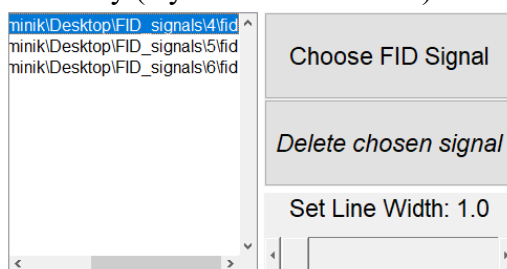 minik\Desktop\FID_signals\4\fid
minik\Desktop\FID_signals\5\fid
minik\Desktop\FID_signals\6\fid
Choose FID Signal
Delete chosen signal
Set Line Width: 1.0